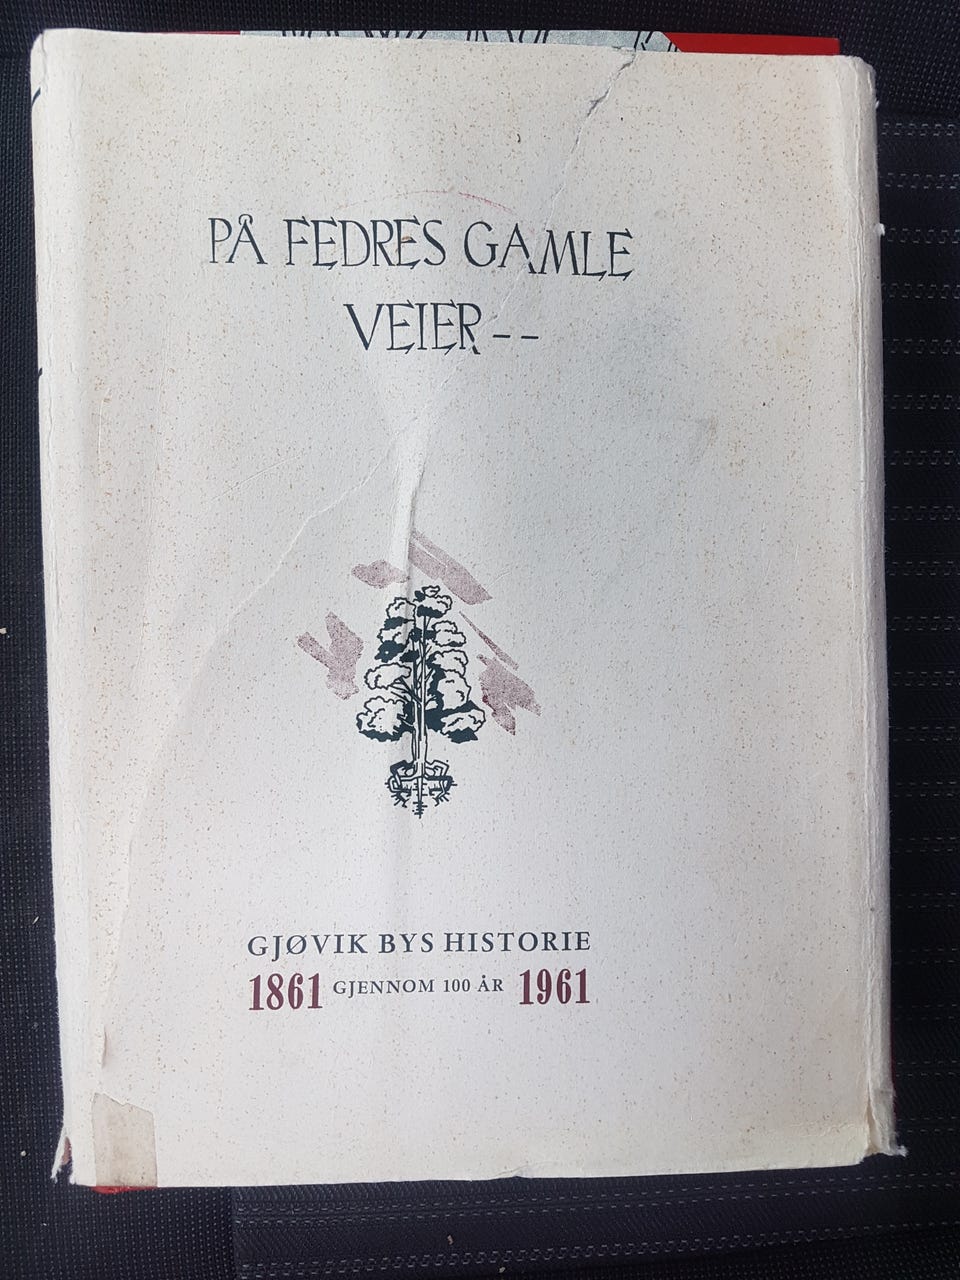 PÅ FEDRES GAMLE
VEIER--
GJØVIK BYS HISTORIE
1861 GJENNOM 100 ÅR 1961